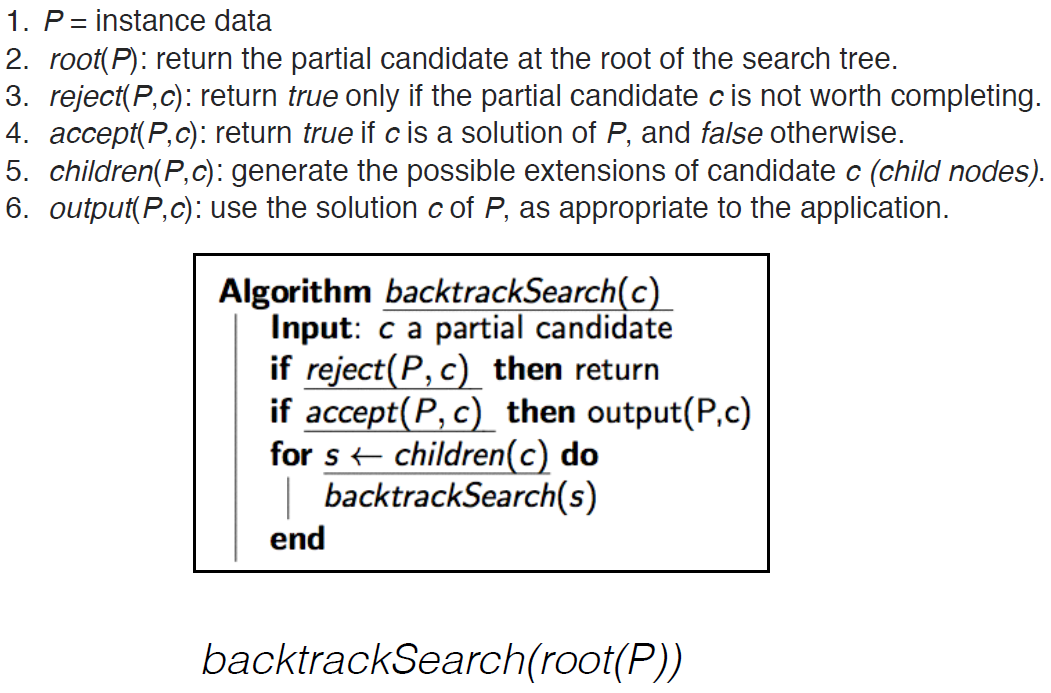 1. P = instance data
2. root(P): return the partial candidate at the root of the search tree.
3. reject(P,c): return true only if the partial candidate c is not worth completing.
4. accept(P,c): return true if c is a solution of P, and false otherwise.
5. children(P,c): generate the possible extensions of candidate c (child nodes).
6. output(P,c): use the solution c of P, as appropriate to the application.
Algorithm backtrackSearch(c)
Input: c a partial candidate
if reject(P, c) then return
if accept(P, c) then output(P,c)
for s ← children(c) do
backtrackSearch(s)
end
backtrackSearch(root(P))